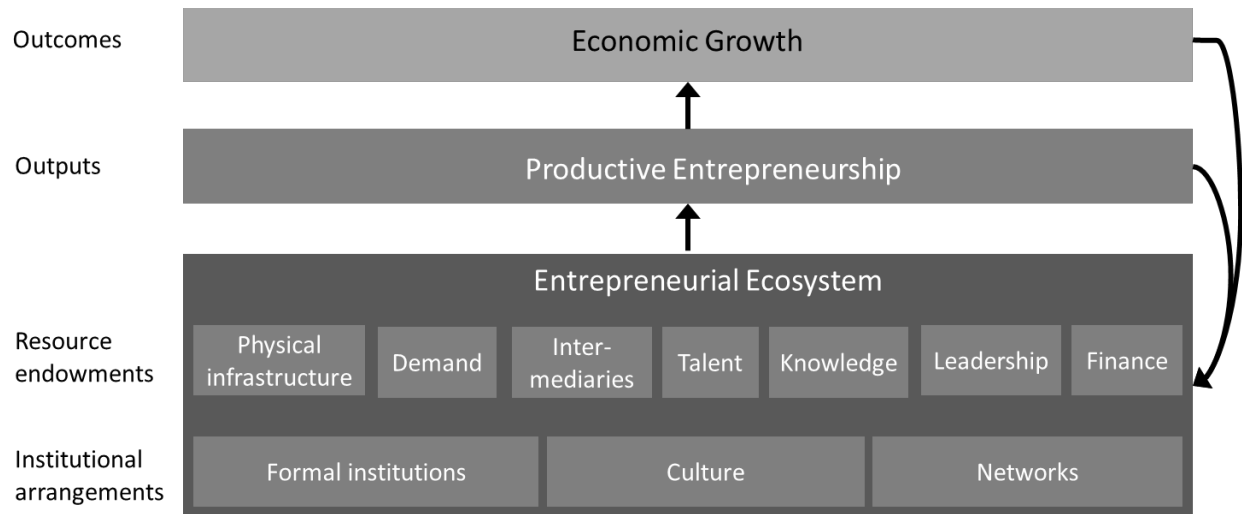 Outcomes
Economic Growth
Outputs
Productive Entrepreneurship
Entrepreneurial Ecosystem
Resource
endowments
Physical
infrastructure
Demand
Inter-
mediaries
Talent
Knowledge
Leadership
Finance
Institutional
arrangements
Formal institutions
Culture
Networks